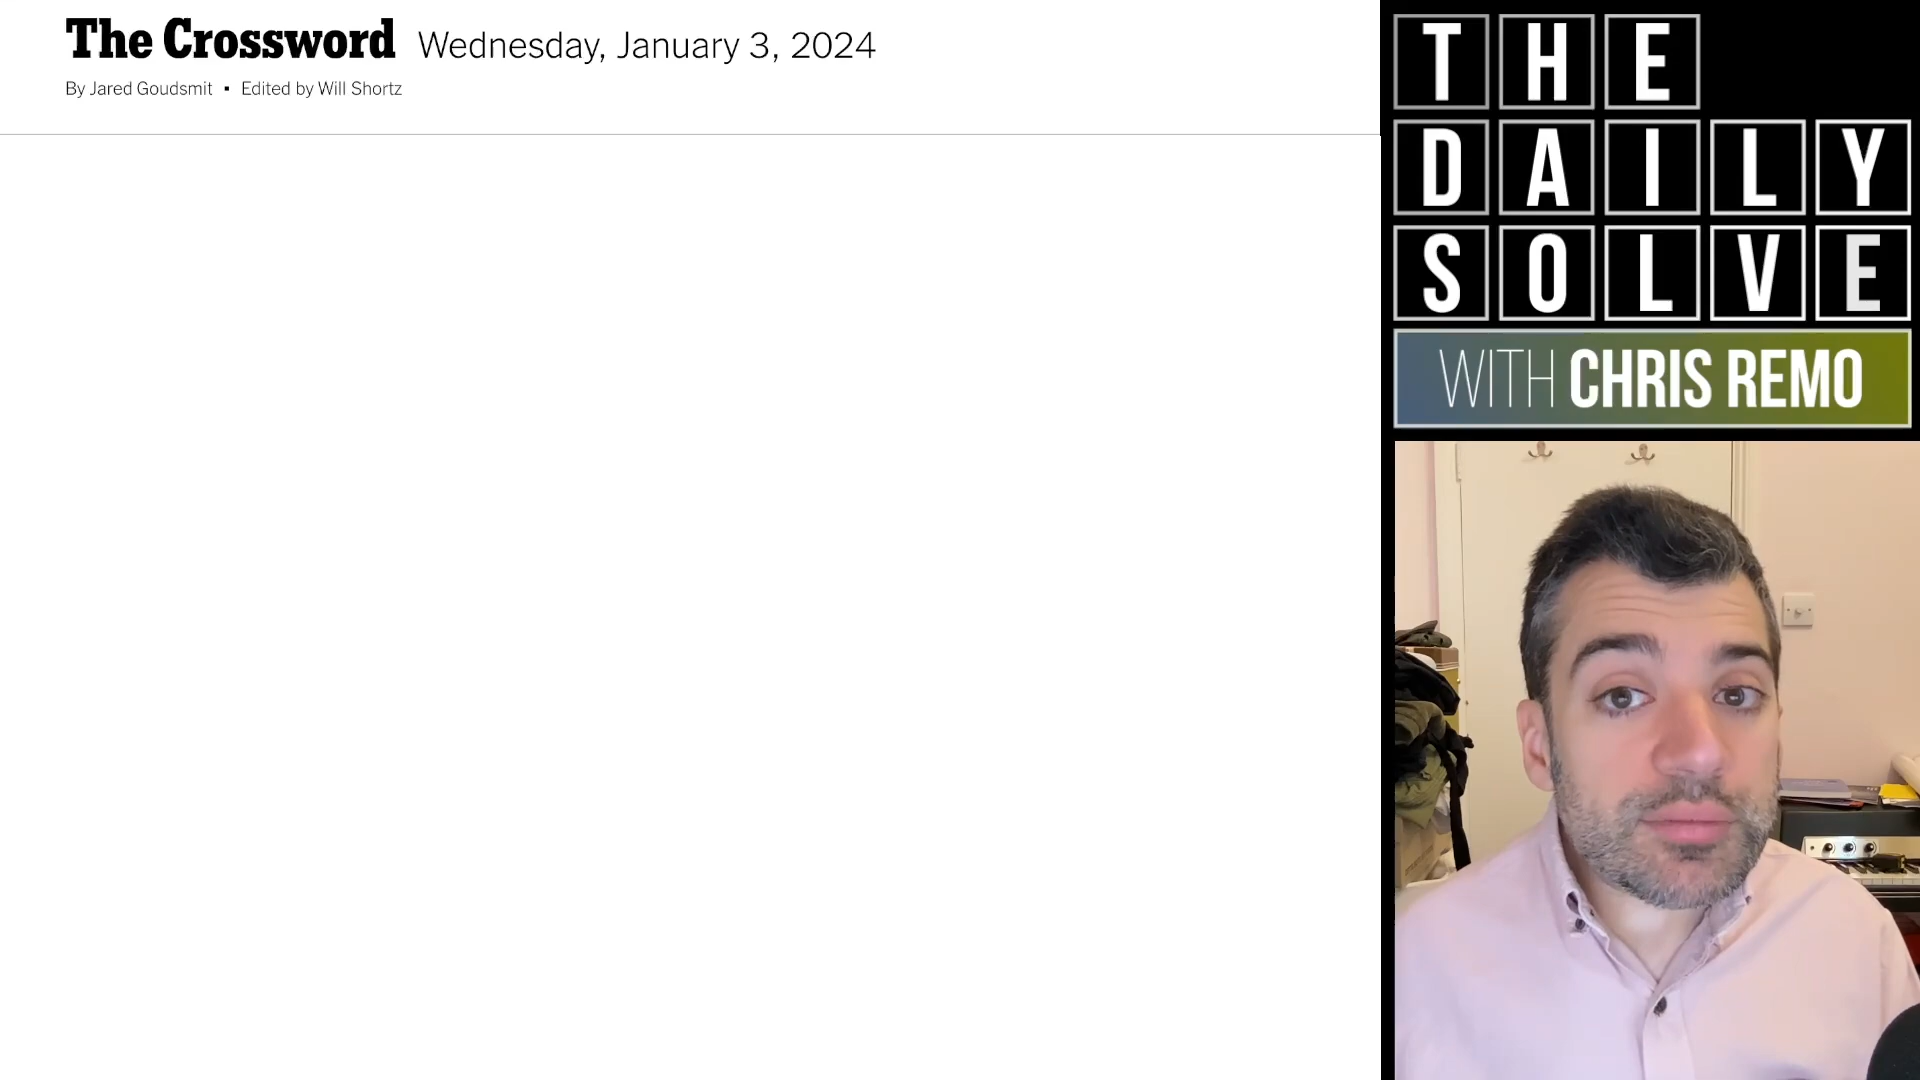 The Crossword Wednesday, January 3, 2024
By Jared Goudsmit ▪ Edited by Will Shortz
THE
DAILY
SOLVE
WITH CHRIS REMO